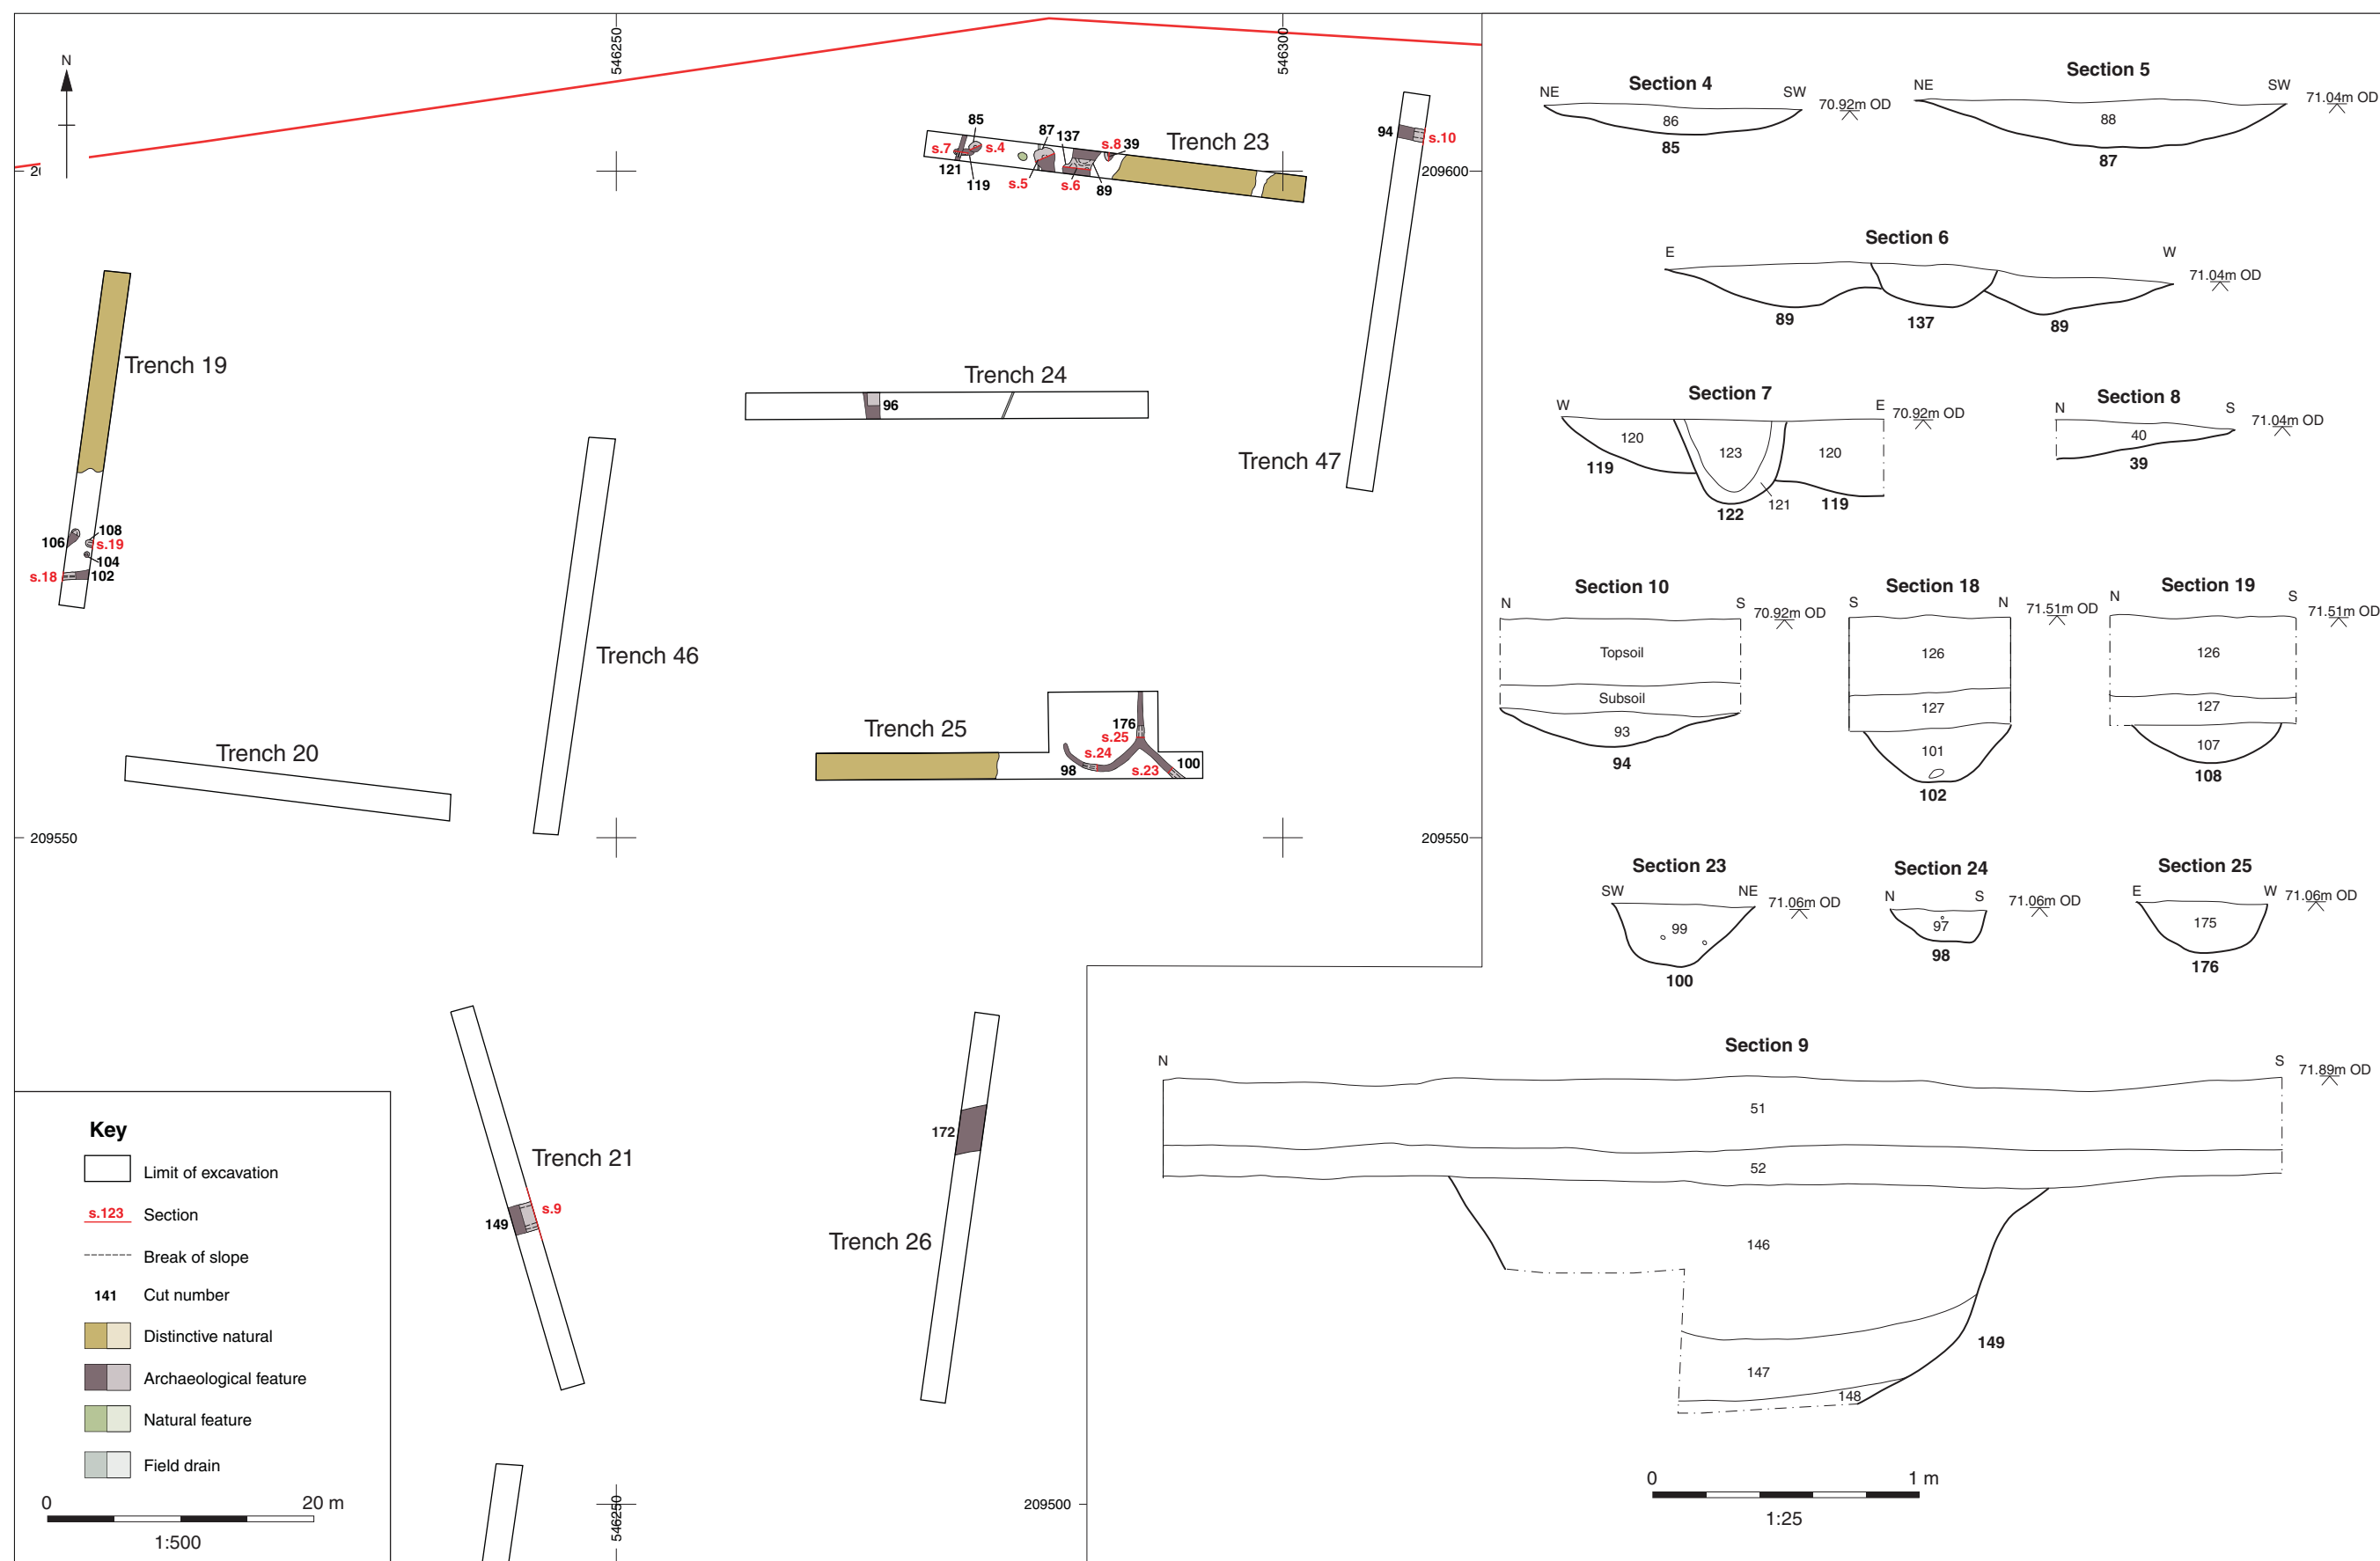 546250
546300
N
20
209600
85
87
137
s.8
39
Trench 23
s.7
s.4
121
119
s.5
s.6
89
94
s.10
Trench 19
Trench 24
96
Trench 47
106
108
s.19
104
s.18
102
Trench 46
Trench 20
Trench 25
176
s.25
s.24
98
s.23
100
209550
209550
Trench 21
149
s.9
172
Trench 26
546250
209500
Key
Limit of excavation
s.123
Section
Break of slope
141
Cut number
Distinctive natural
Archaeological feature
Natural feature
Field drain
0
20 m
1:500
Section 4
NE
SW
70.92m OD
86
85
Section 5
NE
SW
71.04m OD
88
87
Section 6
E
W
71.04m OD
89
137
89
Section 7
W
E
70.92m OD
120
123
120
119
121
119
122
Section 8
N
S
71.04m OD
40
39
Section 10
N
S
70.92m OD
Topsoil
Subsoil
93
94
Section 18
S
N
71.51m OD
126
127
101
102
Section 19
N
S
71.51m OD
126
127
107
108
Section 23
SW
NE
71.06m OD
99
100
Section 24
N
S
71.06m OD
97
98
Section 25
E
W
71.06m OD
175
176
Section 9
N
S
71.89m OD
51
52
146
147
148
149
0
1 m
1:25